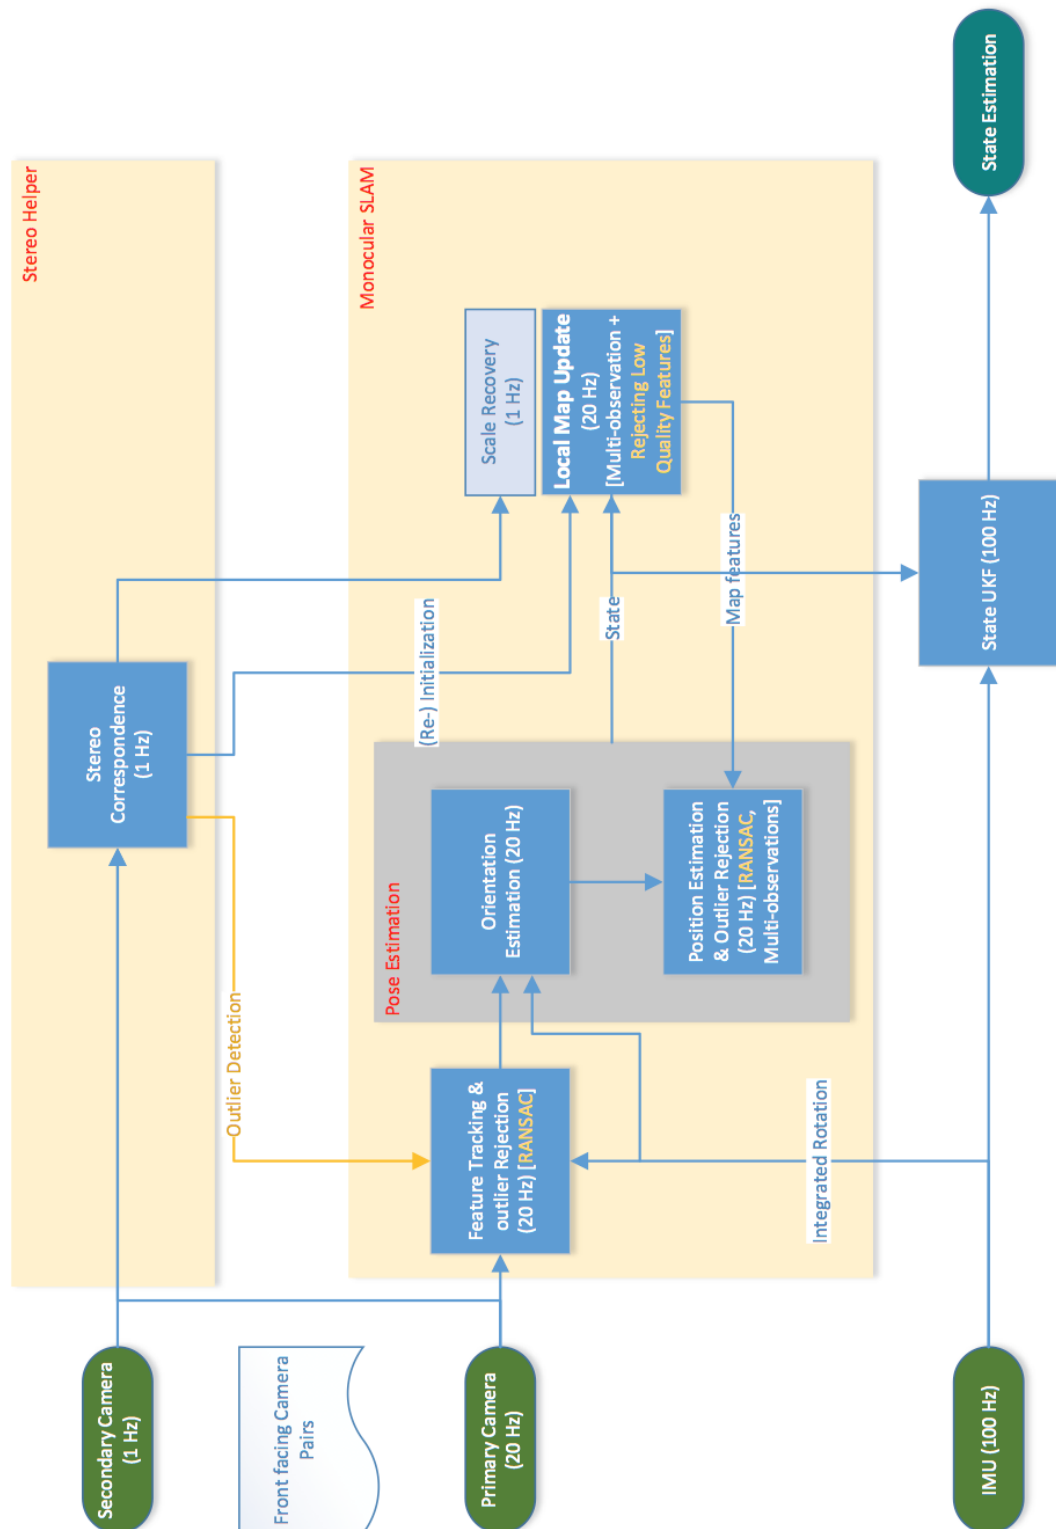 Secondary Camera
(1 Hz)
Front facing Camera
Pairs
Primary Camera
(20 Hz)
IMU (100 Hz)
Stereo Helper
Stereo
Correspondence
(1 Hz)
Outlier Detection
(Re-) Initialization
Monocular SLAM
Feature Tracking &
outlier Rejection
(20 Hz) [RANSAC]
Pose Estimation
Orientation
Estimation (20 Hz)
Position Estimation
& Outlier Rejection
(20 Hz) [RANSAC,
Multi-observations]
Scale Recovery
(1 Hz)
Local Map Update
(20 Hz)
[Multi-observation +
Rejecting Low
Quality Features]
State
Map features
Integrated Rotation
State UKF (100 Hz)
State Estimation